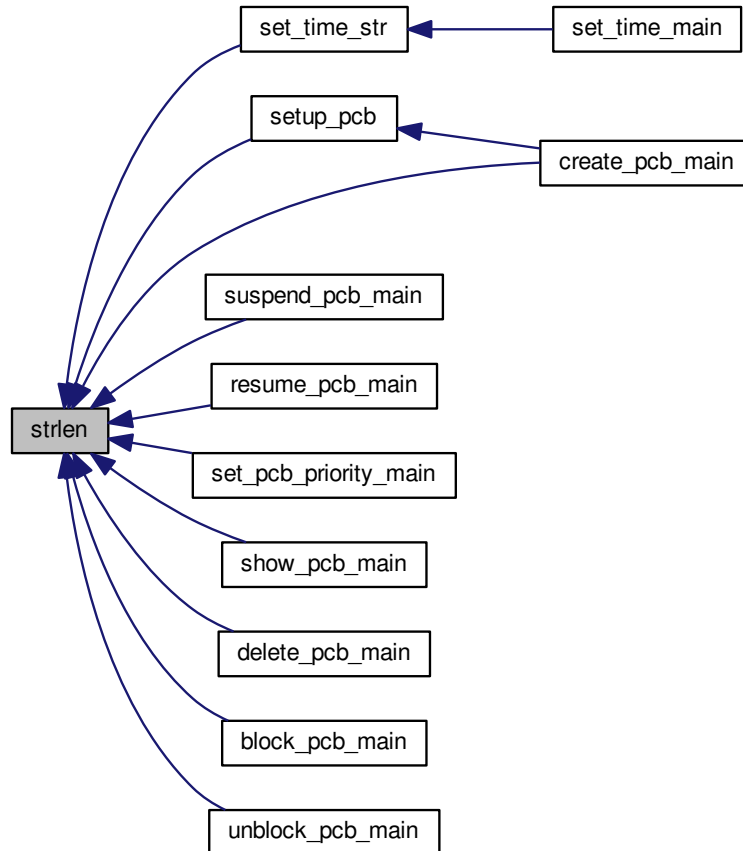 set_time_str
set_time_main
setup_pcb
create_pcb_main
suspend_pcb_main
resume_pcb_main
strlen
set_pcb_priority_main
show_pcb_main
delete_pcb_main
block_pcb_main
unblock_pcb_main